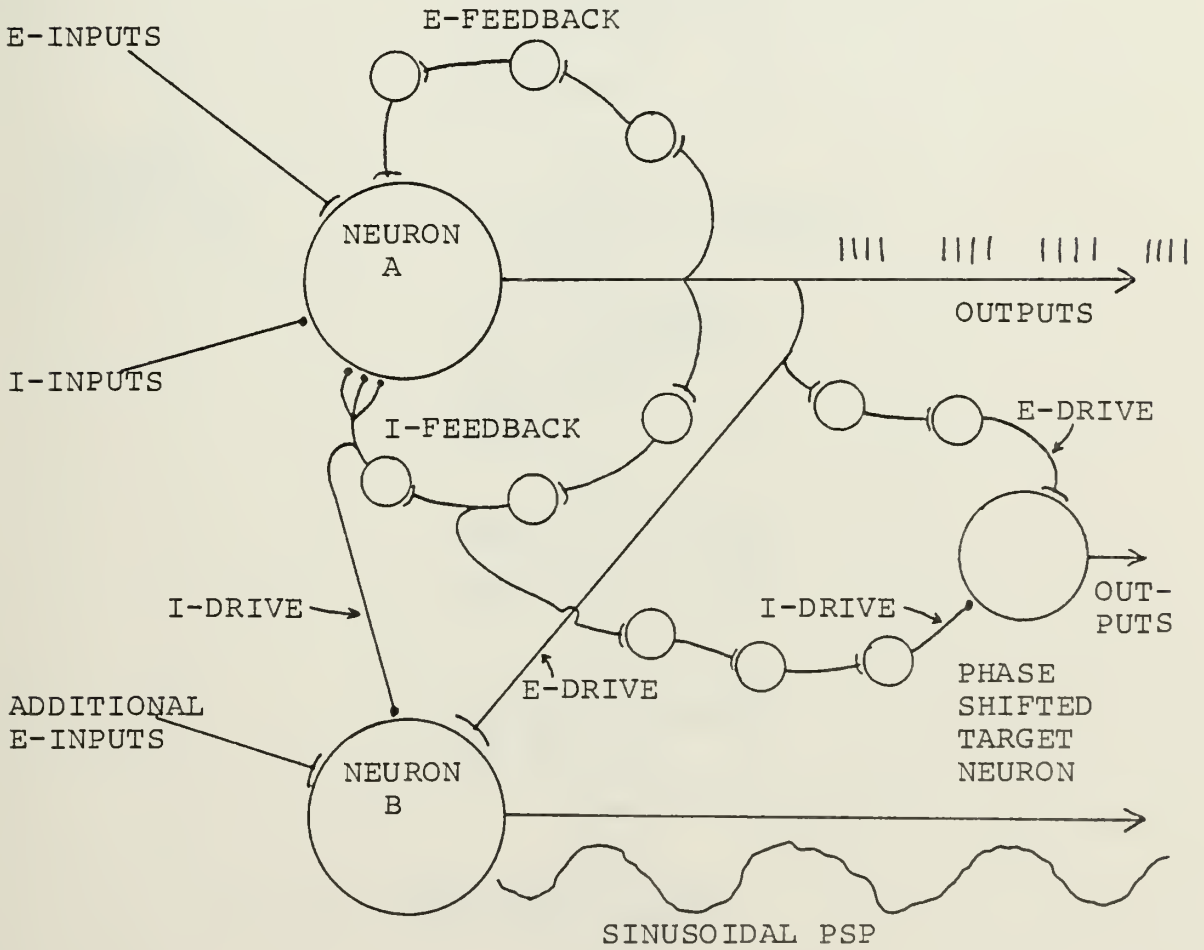 E-FEEDBACK
E-INPUTS
NEURON
A
OUTPUTS
I-INPUTS
I-FEEDBACK
E-DRIVE
I-DRIVE
I-DRIVE
OUT-
PUTS
E-DRIVE
PHASE
SHIFTED
TARGET
NEURON
ADDITIONAL
E-INPUTS
NEURON
B
SINUSOIDAL PSP